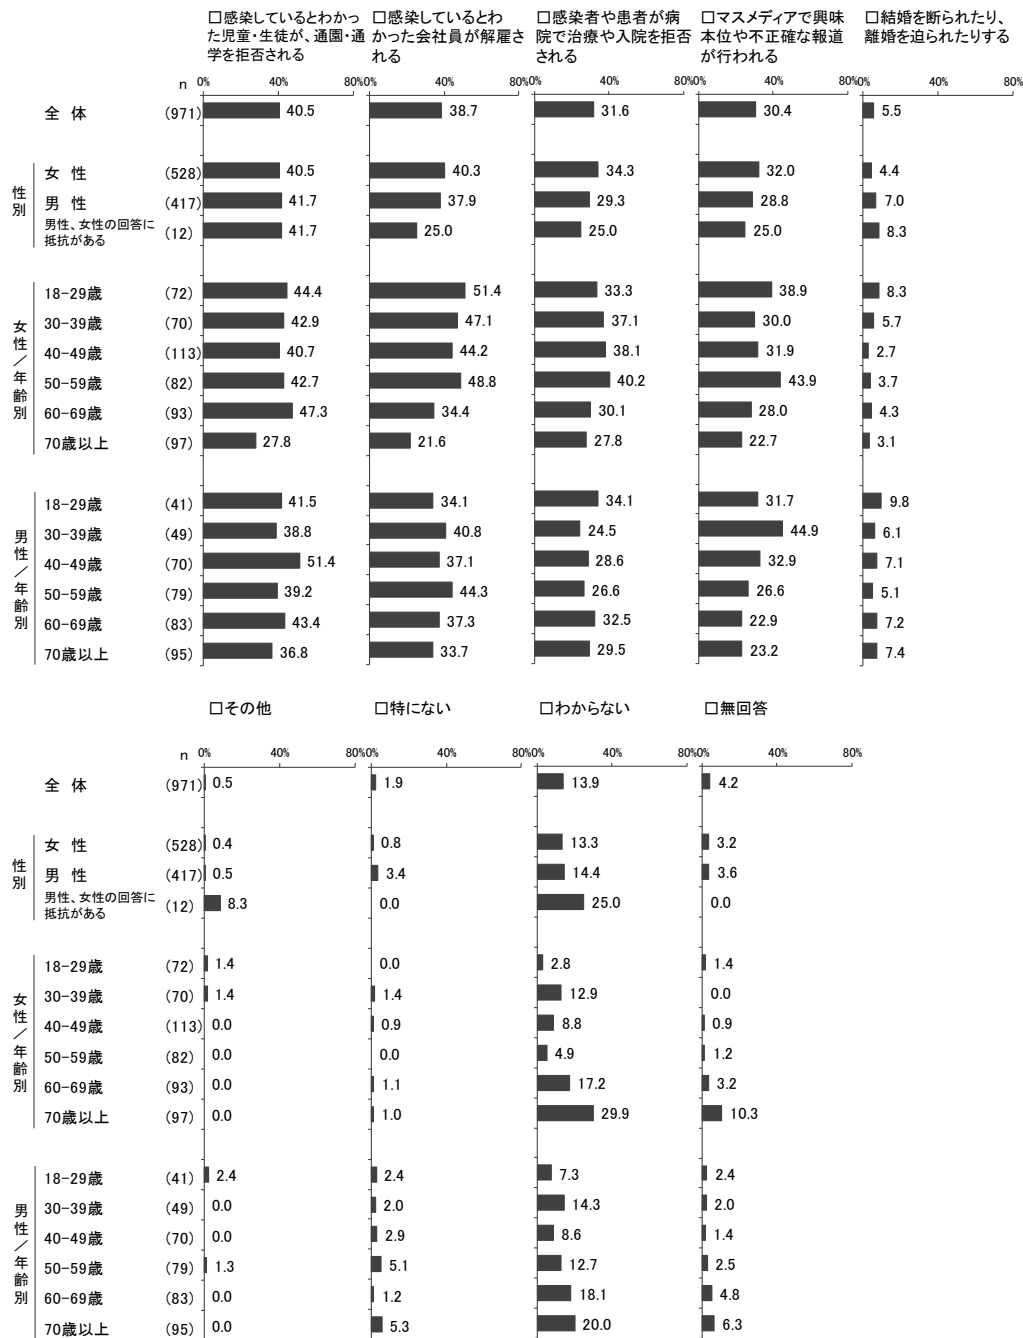 □感染しているとわかっ
た児童・生徒が、通園・通
学を拒否される
□感染しているとわ
かった会社員が解雇さ
れる
□感染者や患者が病
院で治療や入院を拒否
される
□マスメディアで興味
本位や不正確な報道
が行われる
□結婚を断られたり、
離婚を迫られたりする
n 0% 40% 80% 0% 40% 80% 0% 40% 80% 0% 40% 80% 0% 40% 80%
全 体 (971) 40.5 38.7 31.6 30.4 5.5
性別
女 性 (528) 40.5 40.3 34.3 32.0 4.4
男 性 (417) 41.7 37.9 29.3 28.8 7.0
男性、女性の回答に
抵抗がある (12) 41.7 25.0 25.0 25.0 8.3
女性/年齢別
18-29歳 (72) 44.4 51.4 33.3 38.9 8.3
30-39歳 (70) 42.9 47.1 37.1 30.0 5.7
40-49歳 (113) 40.7 44.2 38.1 31.9 2.7
50-59歳 (82) 42.7 48.8 40.2 43.9 3.7
60-69歳 (93) 47.3 34.4 30.1 28.0 4.3
70歳以上 (97) 27.8 21.6 27.8 22.7 3.1
男性/年齢別
18-29歳 (41) 41.5 34.1 34.1 31.7 9.8
30-39歳 (49) 38.8 40.8 24.5 44.9 6.1
40-49歳 (70) 51.4 37.1 28.6 32.9 7.1
50-59歳 (79) 39.2 44.3 26.6 26.6 5.1
60-69歳 (83) 43.4 37.3 32.5 22.9 7.2
70歳以上 (95) 36.8 33.7 29.5 23.2 7.4
□その他 □特にない □わからない □無回答
n 0% 40% 80% 0% 40% 80% 0% 40% 80% 0% 40% 80%
全 体 (971) 0.5 1.9 13.9 4.2
性別
女 性 (528) 0.4 0.8 13.3 3.2
男 性 (417) 0.5 3.4 14.4 3.6
男性、女性の回答に
抵抗がある (12) 8.3 0.0 25.0 0.0
女性/年齢別
18-29歳 (72) 1.4 0.0 2.8 1.4
30-39歳 (70) 1.4 1.4 12.9 0.0
40-49歳 (113) 0.0 0.9 8.8 0.9
50-59歳 (82) 0.0 0.0 4.9 1.2
60-69歳 (93) 0.0 1.1 17.2 3.2
70歳以上 (97) 0.0 1.0 29.9 10.3
男性/年齢別
18-29歳 (41) 2.4 2.4 7.3 2.4
30-39歳 (49) 0.0 2.0 14.3 2.0
40-49歳 (70) 0.0 2.9 8.6 1.4
50-59歳 (79) 1.3 5.1 12.7 2.5
60-69歳 (83) 0.0 1.2 18.1 4.8
70歳以上 (95) 0.0 5.3 20.0 6.3